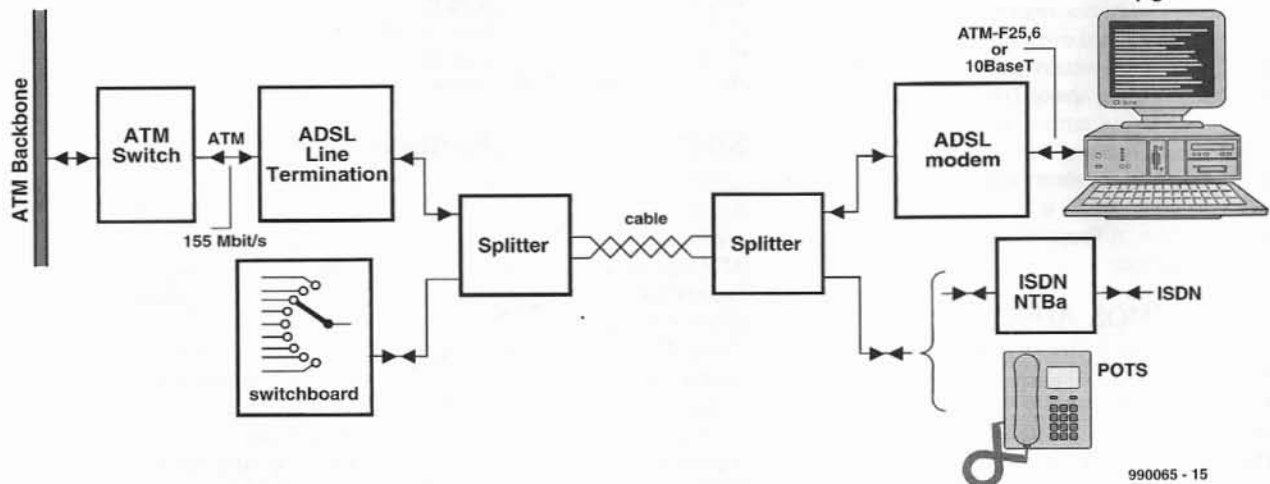 ATM Backbone
ATM
Switch
ATM
155 Mbit/s
ADSL
Line
Termination
switchboard
Splitter
cable
Splitter
ADSL
modem
ATM-F25,6
or
10BaseT
ISDN
NTBa
ISDN
POTS
990065 - 15